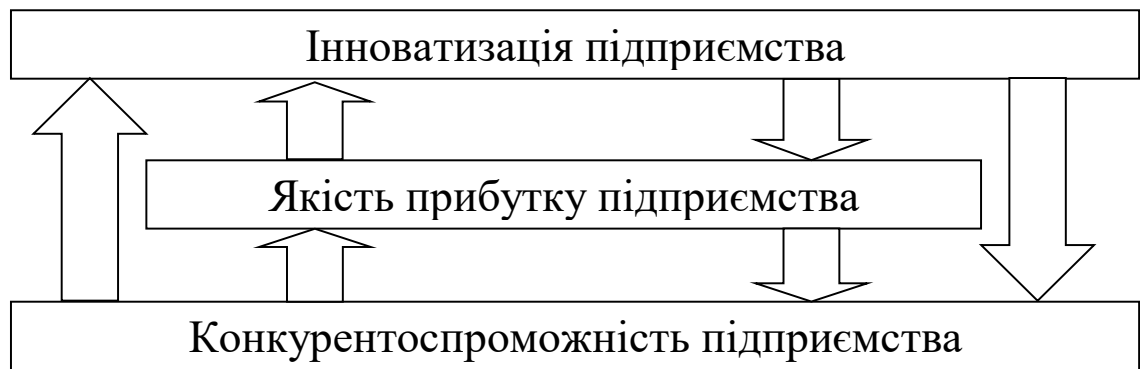 Інноватизація підприємства
Якість прибутку підприємства
Конкурентоспроможність підприємства